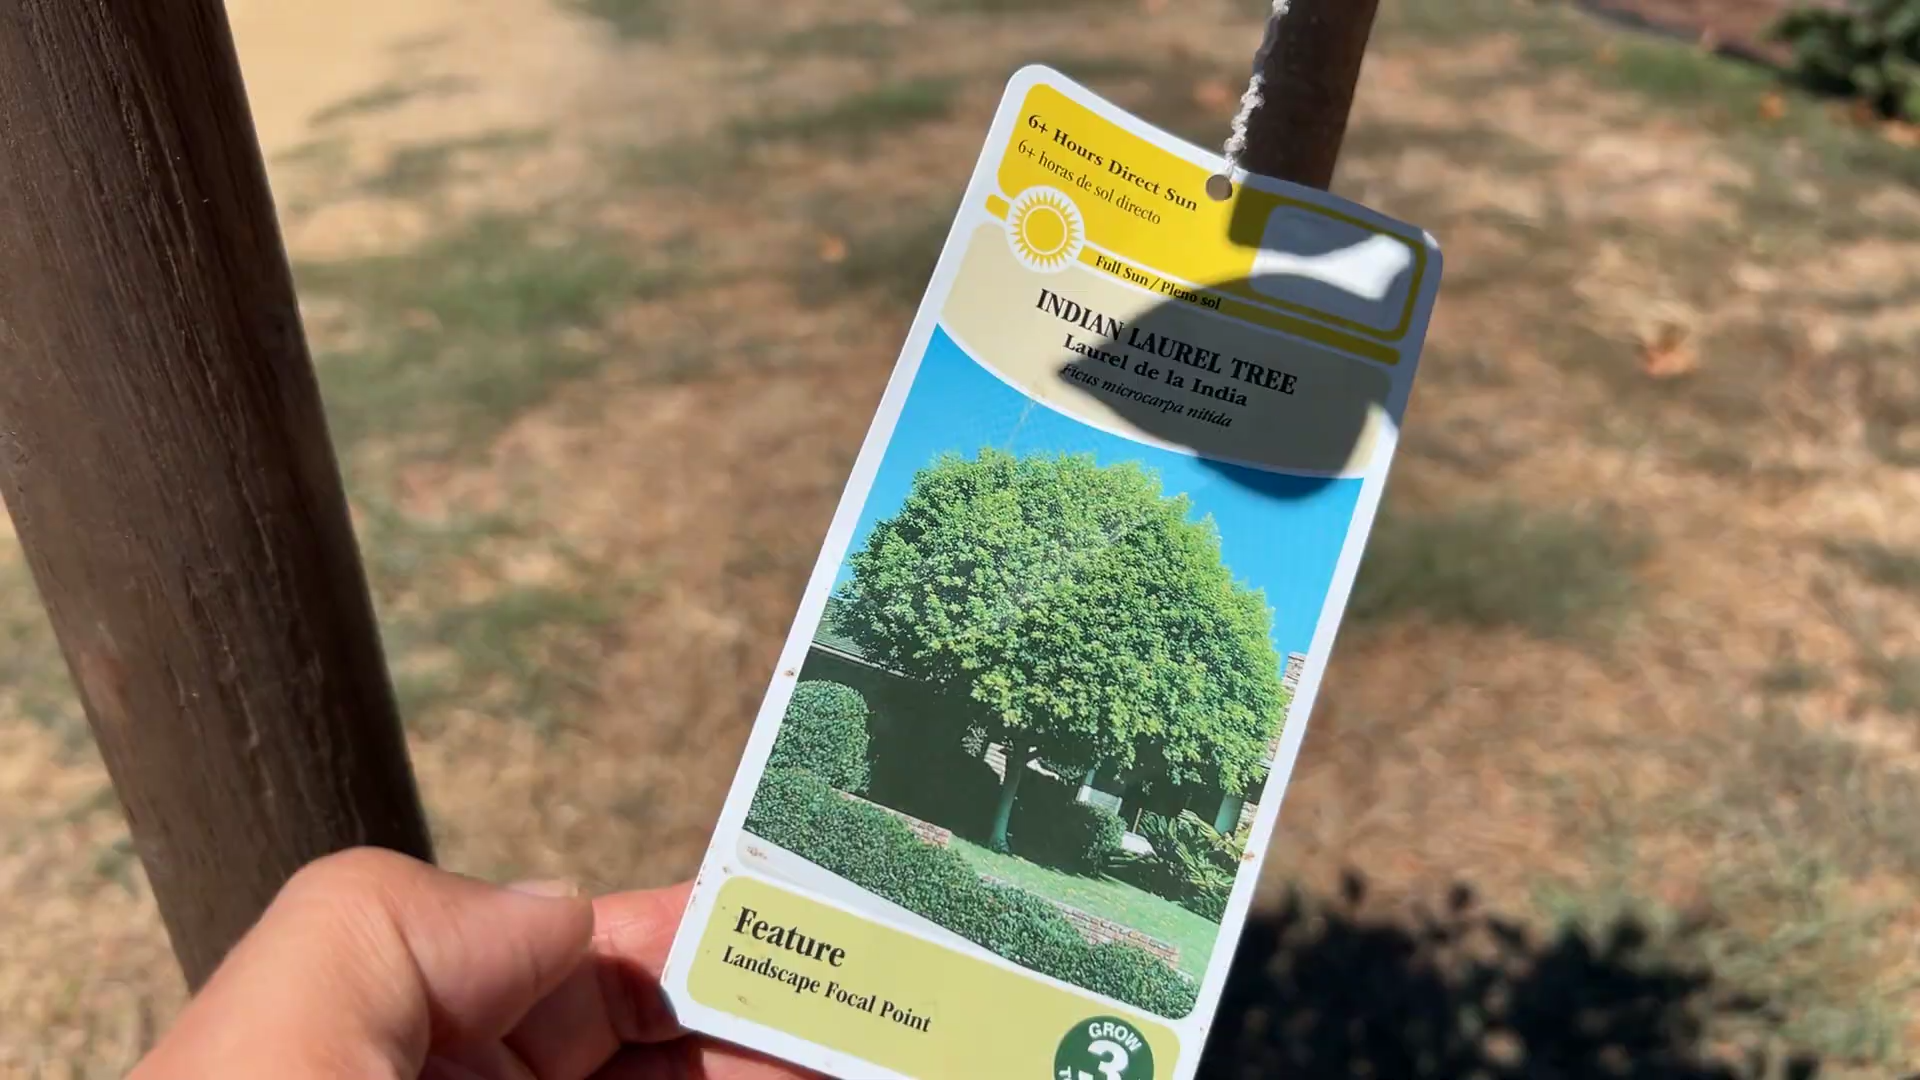 6+ Hours Direct Sun
6+ horas de sol directo
Full Sun / Pleno sol
INDIAN LAUREL TREE
Laurel de la India
Ficus microcarpa nitida
Feature
Landscape Focal Point
GROW
3